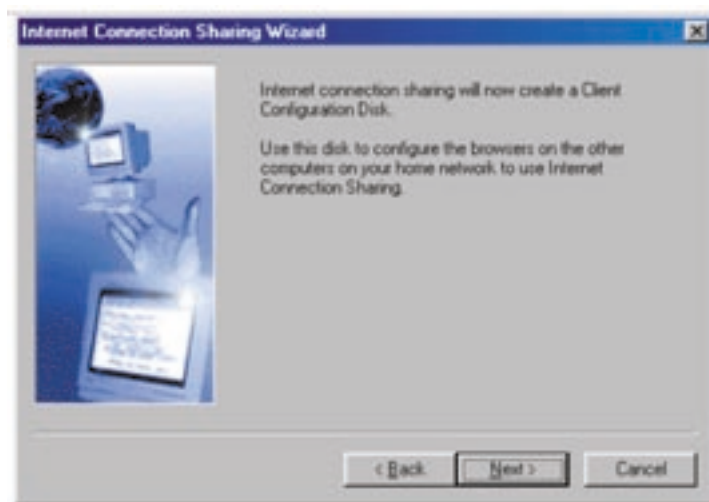 Internet Connection Sharing Wizard
Internet connection sharing will now create a Client
Configuration Disk.
Use this disk to configure the browsers on the other
computers on your home network to use Internet
Connection Sharing.
< Back
Next >
Cancel